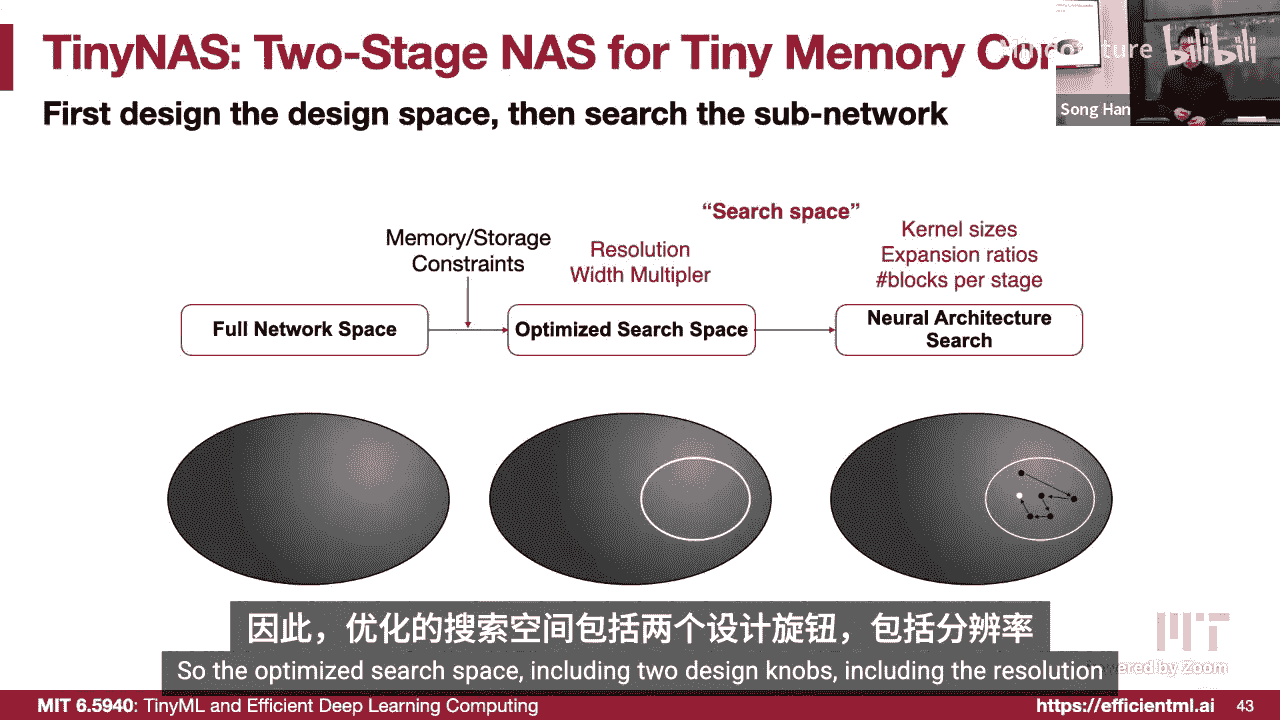 TinyNAS: Two-Stage NAS for Tiny Memory
First design the design space, then search the sub-network
Song Han
bilibili
“Search space”
Memory/Storage
Constraints
Resolution
Width Multipler
Kernel sizes
Expansion ratios
#blocks per stage
Full Network Space
Optimized Search Space
Neural Architecture
Search
因此，优化的搜索空间包括两个设计旋钮，包括分辨率
So the optimized search space, including two design knobs, including the resolution
Powered by Zoom
MIT 6.5940: TinyML and Efficient Deep Learning Computing
https://efficientml.ai
43